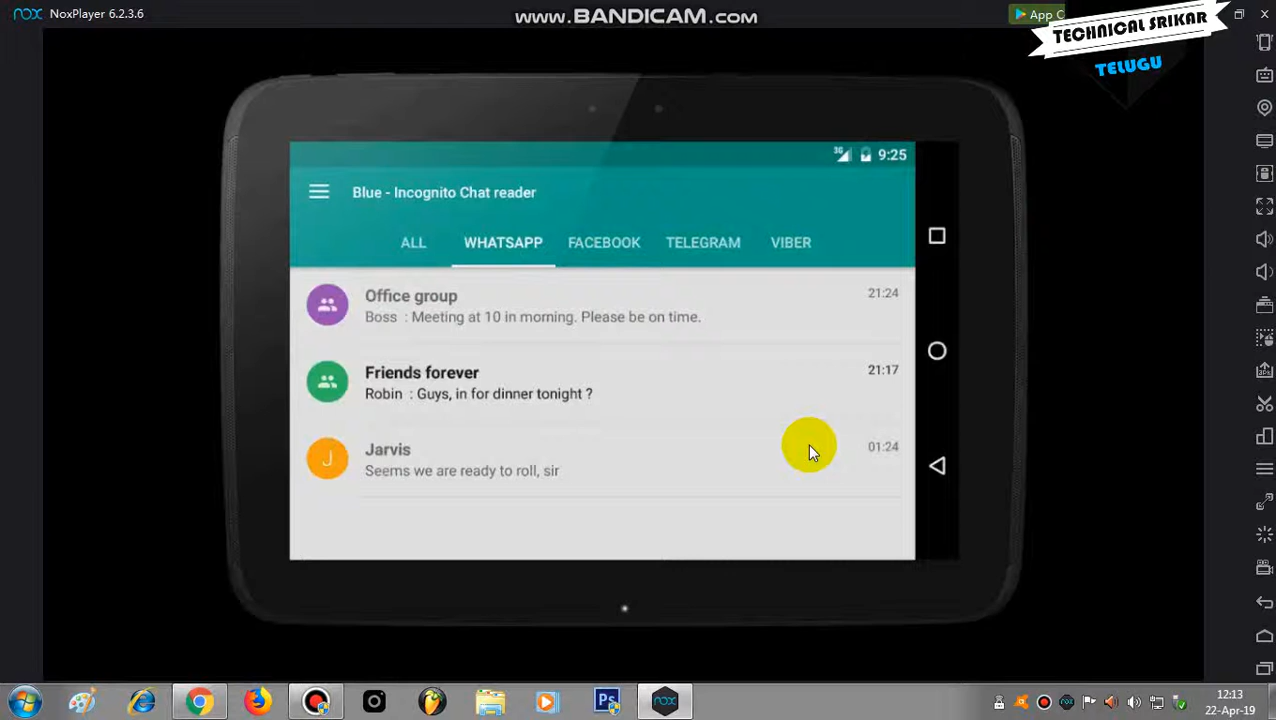 NoxPlayer 6.2.3.6
www.BANDICAM.com
App C
TECHNICAL SRIKAR
TELUGU
3G 9:25
Blue - Incognito Chat reader
ALL WHATSAPP FACEBOOK TELEGRAM VIBER
Office group 21:24
Boss : Meeting at 10 in morning. Please be on time.
Friends forever 21:17
Robin : Guys, in for dinner tonight ?
J Jarvis 01:24
Seems we are ready to roll, sir
Ps
nox
12:13
22-Apr-19